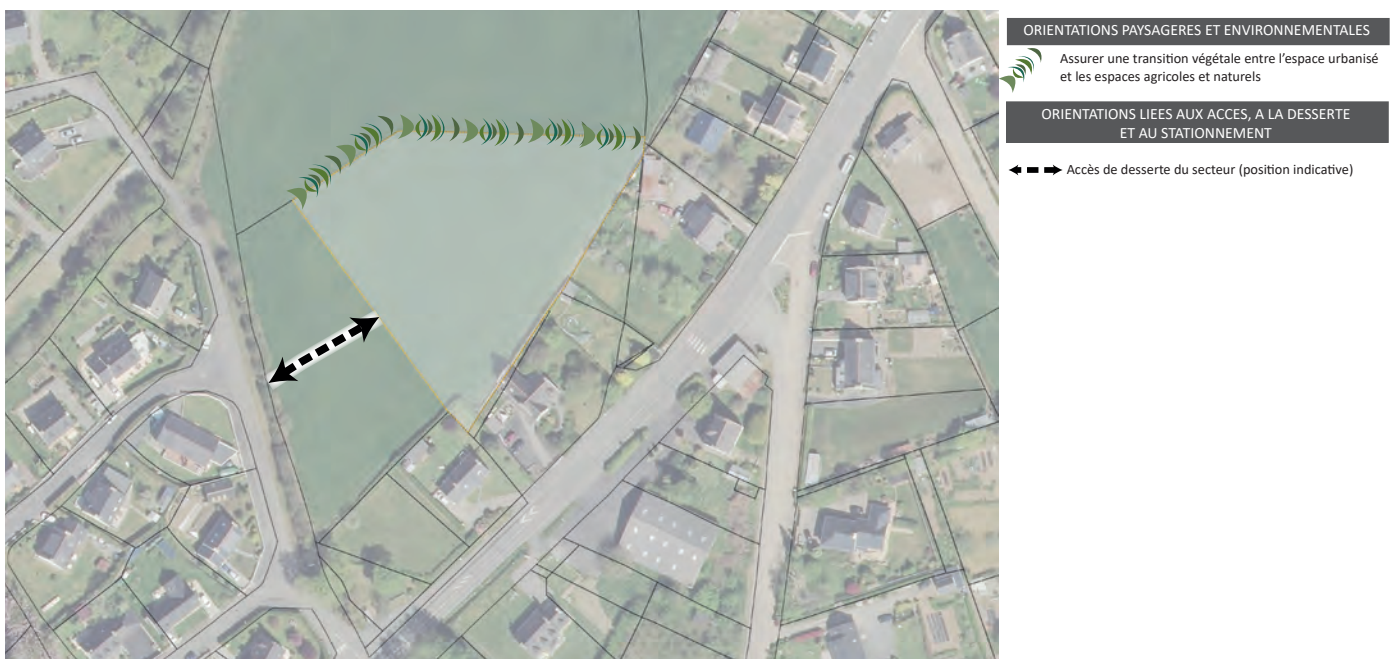 ORIENTATIONS PAYSAGERES ET ENVIRONNEMENTALES
Assurer une transition végétale entre l’espace urbanisé
et les espaces agricoles et naturels
ORIENTATIONS LIEES AUX ACCES, A LA DESSERTE
ET AU STATIONNEMENT
Accès de desserte du secteur (position indicative)